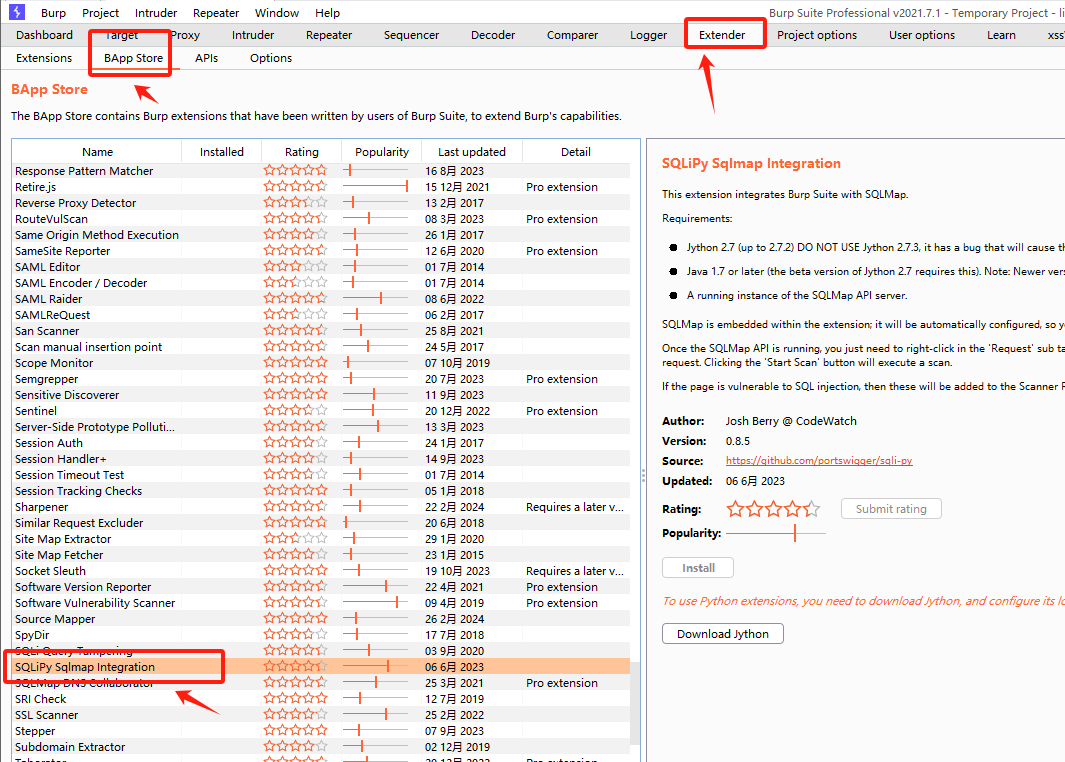 Burp Project Intruder Repeater Window Help Burp Suite Professional v2021.7.1 - Temporary Project - li
Dashboard Target Proxy Intruder Repeater Sequencer Decoder Comparer Logger Extender Project options User options Learn xss
Extensions BApp Store APIs Options
BApp Store
The BApp Store contains Burp extensions that have been written by users of Burp Suite, to extend Burp's capabilities.
Name Installed Rating Popularity Last updated Detail
Response Pattern Matcher 16 8月 2023
Retire.js 15 12月 2021 Pro extension
Reverse Proxy Detector 13 2月 2017
RouteVulScan 08 3月 2023 Pro extension
Same Origin Method Execution 26 1月 2017
SameSite Reporter 12 6月 2020 Pro extension
SAML Editor 01 7月 2014
SAML Encoder / Decoder 01 7月 2014
SAML Raider 08 6月 2022
SAMLReQuest 06 2月 2017
San Scanner 25 8月 2021
Scan manual insertion point 24 5月 2017
Scope Monitor 07 10月 2019
Semgrepper 20 7月 2023 Pro extension
Sensitive Discoverer 11 9月 2023
Sentinel 20 12月 2022 Pro extension
Server-Side Prototype Polluti... 13 3月 2023
Session Auth 24 1月 2017
Session Handler+ 14 9月 2023
Session Timeout Test 01 7月 2014
Session Tracking Checks 05 1月 2018
Sharpener 22 2月 2024 Requires a later v...
Similar Request Excluder 20 6月 2018
Site Map Extractor 29 1月 2020
Site Map Fetcher 23 1月 2015
Socket Sleuth 19 10月 2023 Requires a later v...
Software Version Reporter 22 4月 2021 Pro extension
Software Vulnerability Scanner 09 4月 2019 Pro extension
Source Mapper 26 2月 2024
SpyDir 17 7月 2018
SQLi Query Tampering 03 9月 2020
SQLiPy Sqlmap Integration 06 6月 2023
SQLMap DNS Collaborator 25 3月 2021 Pro extension
SRI Check 12 7月 2019
SSL Scanner 25 2月 2022
Stepper 07 9月 2023
Subdomain Extractor 02 12月 2019
SQLiPy Sqlmap Integration
This extension integrates Burp Suite with SQLMap.
Requirements:
● Jython 2.7 (up to 2.7.2) DO NOT USE Jython 2.7.3, it has a bug that will cause th
● Java 1.7 or later (the beta version of Jython 2.7 requires this). Note: Newer vers
● A running instance of the SQLMap API server.
SQLMap is embedded within the extension; it will be automatically configured, so yo
Once the SQLMap API is running, you just need to right-click in the 'Request' sub ta
request. Clicking the 'Start Scan' button will execute a scan.
If the page is vulnerable to SQL injection, then these will be added to the Scanner R
Author: Josh Berry @ CodeWatch
Version: 0.8.5
Source: https://github.com/portswigger/sqli-py
Updated: 06 6月 2023
Rating: Submit rating
Popularity:
Install
To use Python extensions, you need to download Jython, and configure its lo
Download Jython